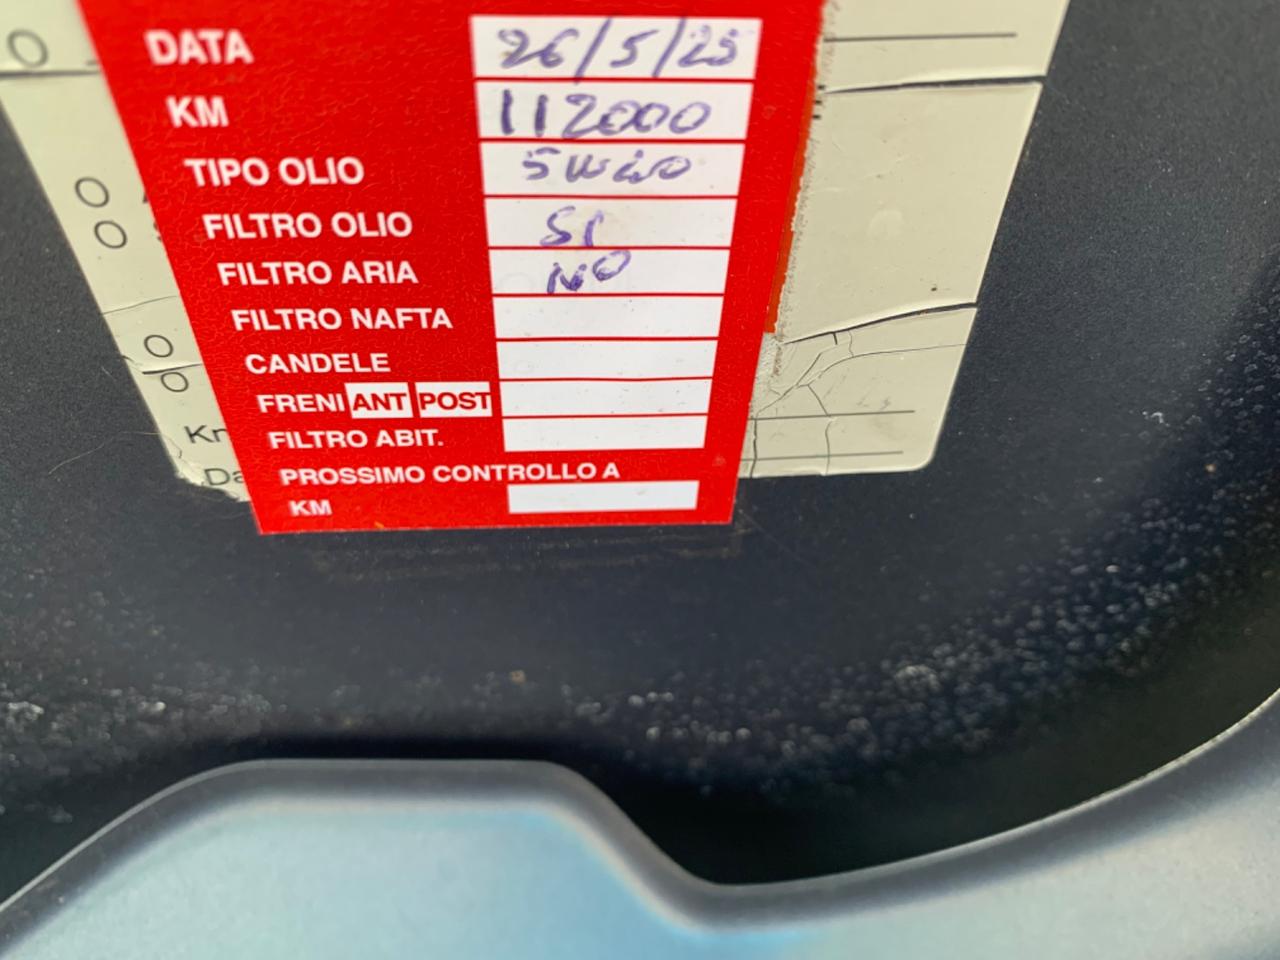 DATA 26/5/25
KM 112000
TIPO OLIO 5W40
FILTRO OLIO SI
FILTRO ARIA NO
FILTRO NAFTA
CANDELE
FRENI ANT POST
FILTRO ABIT.
PROSSIMO CONTROLLO A
KM